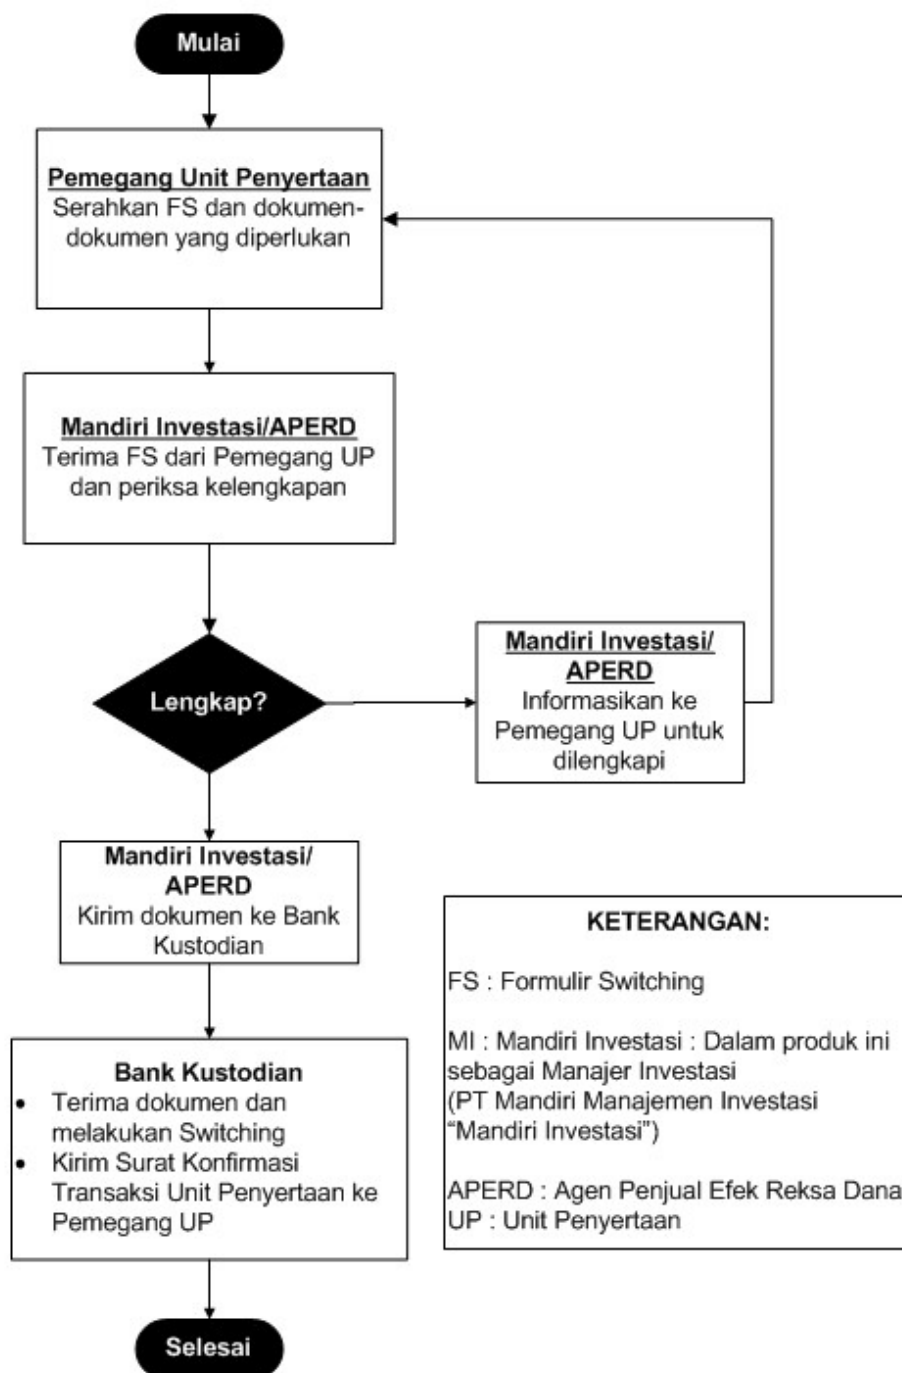 Mulai
Pemegang Unit Penyertaan
Serahkan FS dan dokumen-
dokumen yang diperlukan
Mandiri Investasi/APERD
Terima FS dari Pemegang UP
dan periksa kelengkapan
Lengkap?
Mandiri Investasi/
APERD
Informasikan ke
Pemegang UP untuk
dilengkapi
Mandiri Investasi/
APERD
Kirim dokumen ke Bank
Kustodian
Bank Kustodian
• Terima dokumen dan
melakukan Switching
• Kirim Surat Konfirmasi
Transaksi Unit Penyertaan ke
Pemegang UP
Selesai
KETERANGAN:
FS : Formulir Switching
MI : Mandiri Investasi : Dalam produk ini
sebagai Manajer Investasi
(PT Mandiri Manajemen Investasi
“Mandiri Investasi”)
APERD : Agen Penjual Efek Reksa Dana
UP : Unit Penyertaan